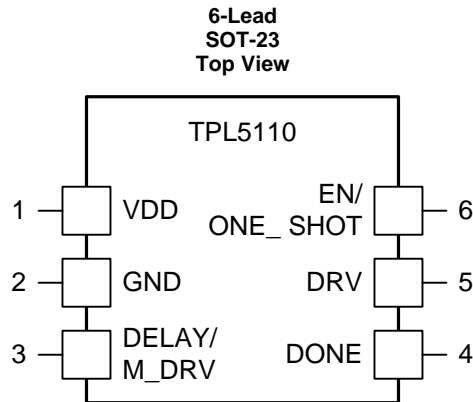 6-Lead
SOT-23
Top View
TPL5110
1 VDD
EN/
ONE_ SHOT 6
2 GND
DRV 5
3 DELAY/
M_DRV
DONE 4